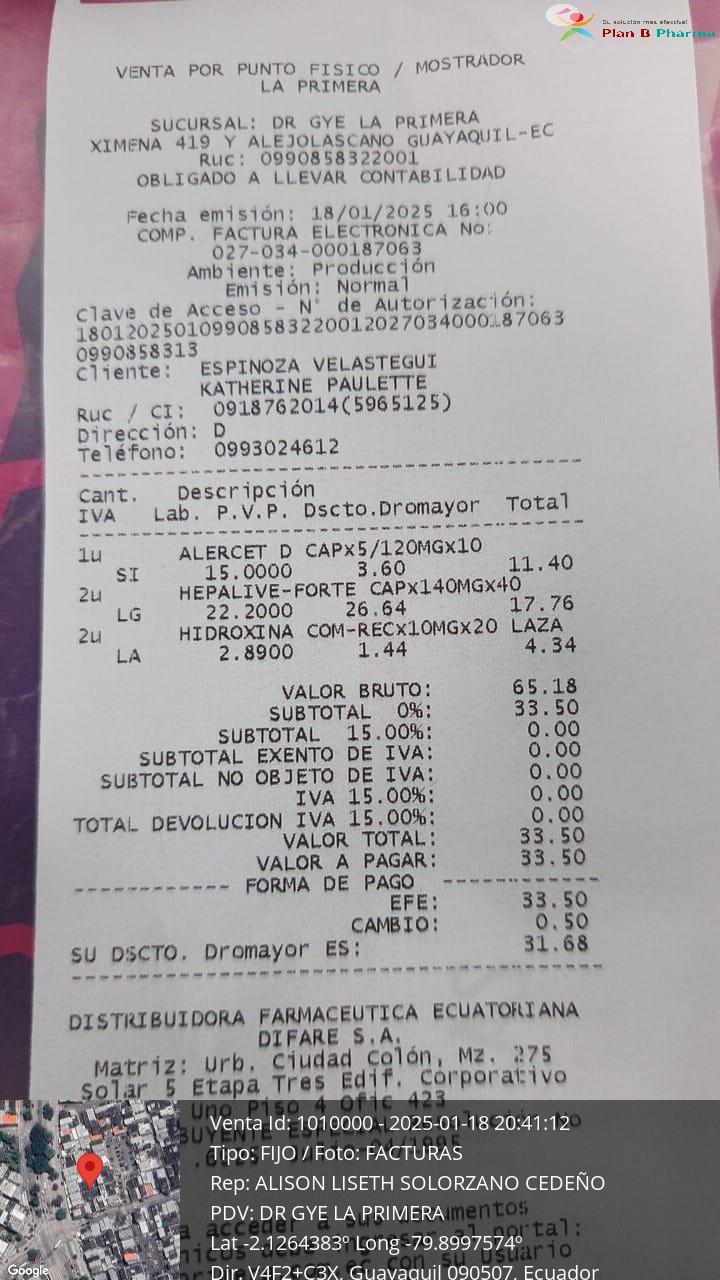 Su solución mas efectiva!
Plan B Pharma
VENTA POR PUNTO FISICO / MOSTRADOR
LA PRIMERA
SUCURSAL: DR GYE LA PRIMERA
XIMENA 419 Y ALEJOLASCANO GUAYAQUIL-EC
Ruc: 0990858322001
OBLIGADO A LLEVAR CONTABILIDAD
Fecha emisión: 18/01/2025 16:00
COMP. FACTURA ELECTRONICA No:
027-034-000187063
Ambiente: Producción
Emisión: Normal
Clave de Acceso - N° de Autorización:
180120250109908583220012027034000187063
0990858313
Cliente: ESPINOZA VELASTEGUI
KATHERINE PAULETTE
Ruc / CI: 0918762014(5965125)
Dirección: D
Teléfono: 0993024612
Cant. Descripción
IVA Lab. P.V.P. Dscto.Dromayor Total
1u ALERCET D CAPx5/120MGx10
SI 15.0000 3.60 11.40
2u HEPALIVE-FORTE CAPx140MGx40
LG 22.2000 26.64 17.76
2u HIDROXINA COM-RECx10MGx20 LAZA
LA 2.8900 1.44 4.34
VALOR BRUTO: 65.18
SUBTOTAL 0%: 33.50
SUBTOTAL 15.00%: 0.00
SUBTOTAL EXENTO DE IVA: 0.00
SUBTOTAL NO OBJETO DE IVA: 0.00
IVA 15.00%: 0.00
TOTAL DEVOLUCION IVA 15.00%: 0.00
VALOR TOTAL: 33.50
VALOR A PAGAR: 33.50
------------ FORMA DE PAGO ------------
EFE: 33.50
CAMBIO: 0.50
SU DSCTO. Dromayor ES: 31.68
DISTRIBUIDORA FARMACEUTICA ECUATORIANA
DIFARE S.A.
Matriz: Urb. Ciudad Colón, Mz. 275
Solar 5 Etapa Tres Edif. Corporativo
Uno Piso 4 Ofic 423
Venta Id: 1010000 - 2025-01-18 20:41:12
Tipo: FIJO / Foto: FACTURAS
Rep: ALISON LISETH SOLORZANO CEDEÑO
PDV: DR GYE LA PRIMERA
Lat -2.1264383º Long -79.8997574º
Dir. V4F2+C3X, Guayaquil 090507, Ecuador
Google